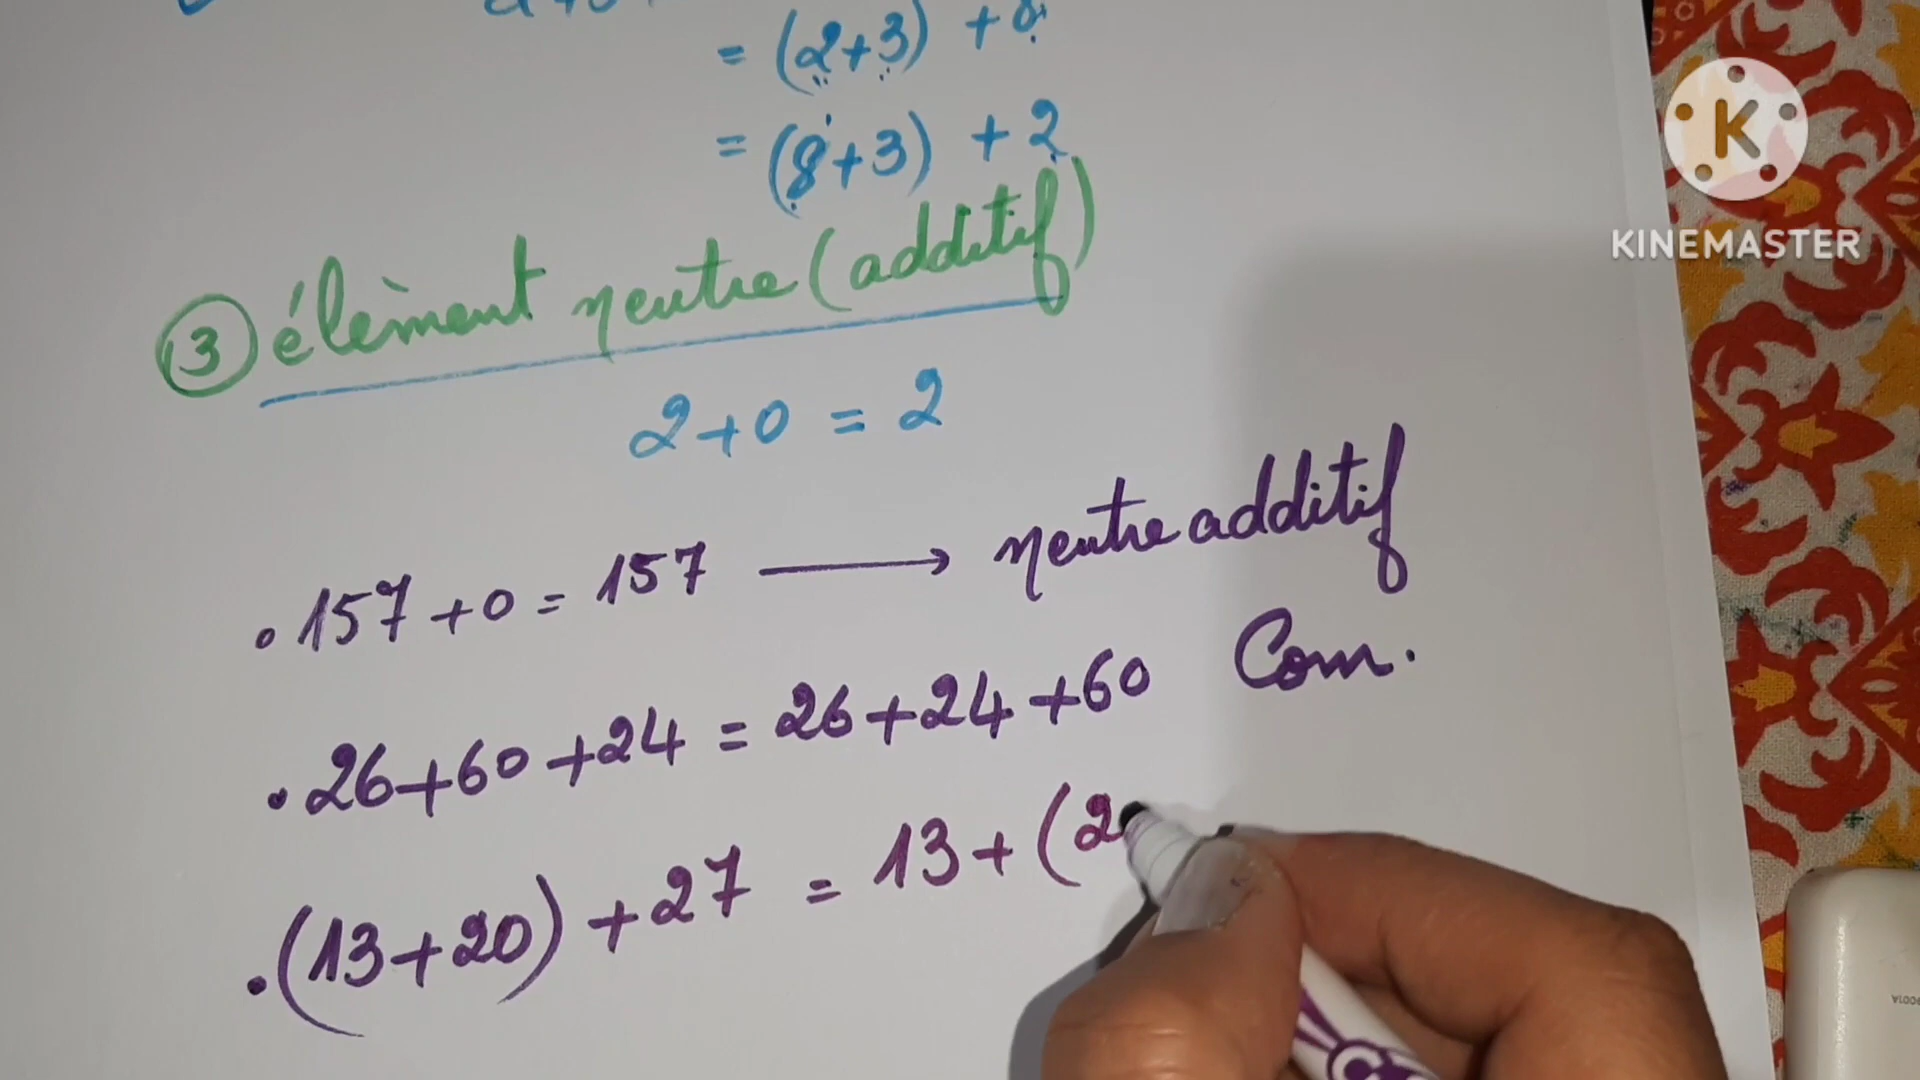 = (2+3) + 8
= (8+3) + 2
③ élèment neutre (additif)
2+0 = 2
• 157+0 = 157 ⟶ neutre additif
• 26+60+24 = 26+24+60 Com.
• (13+20) +27 = 13+(2
K
KINEMASTER